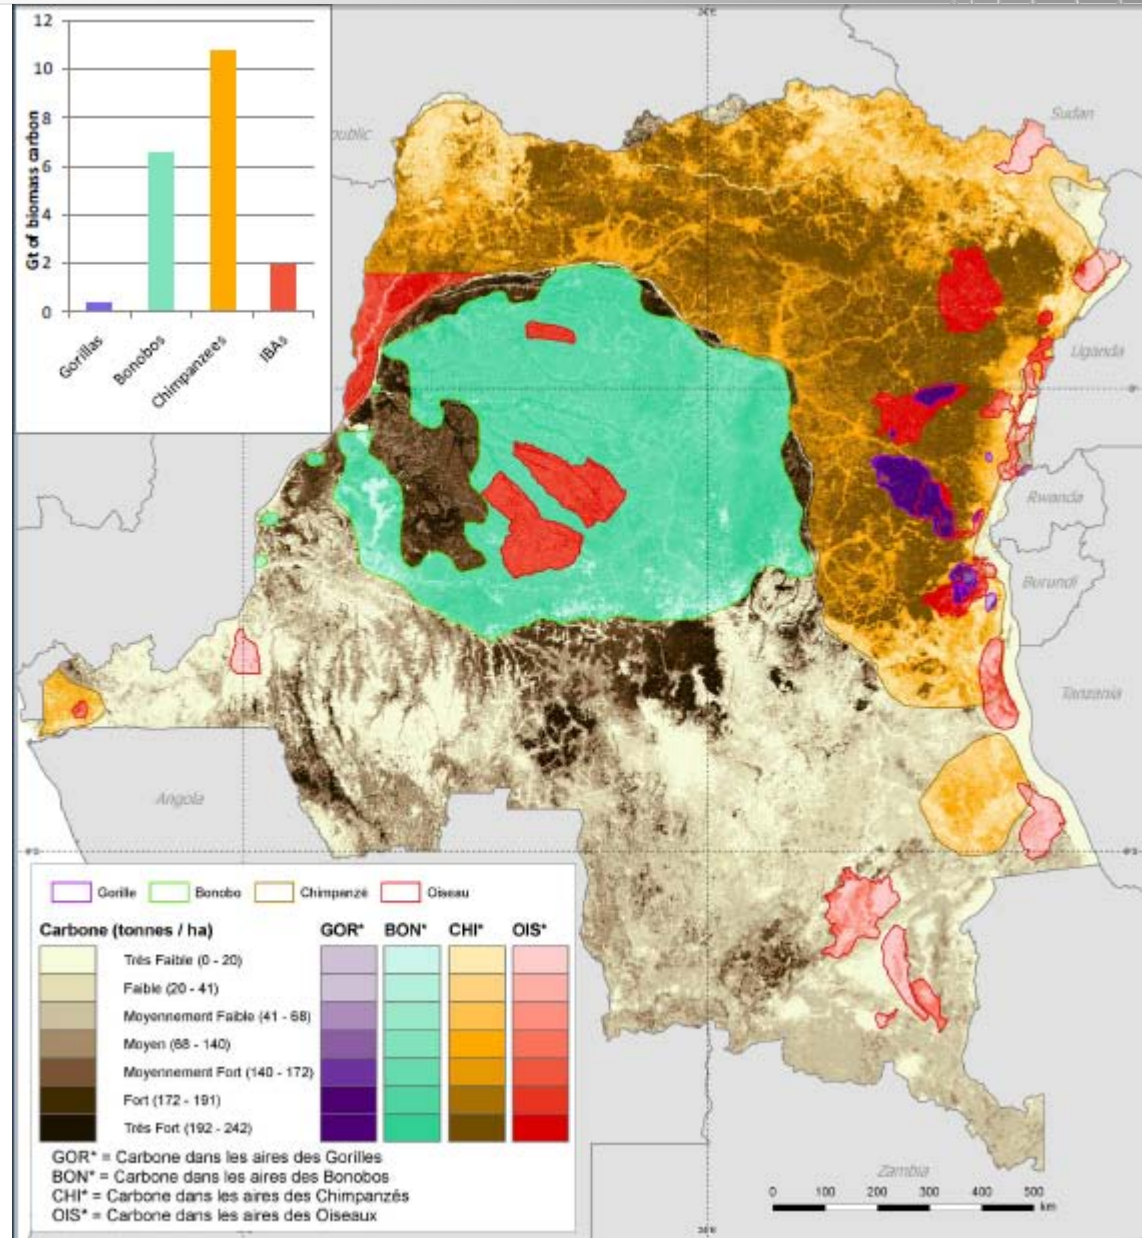 12
10
8
6
4
2
0
Gt of biomass carbon
Gorillas
Bonobos
Chimpanzees
IBAs
public
Sudan
Uganda
Rwanda
Burundi
Tanzania
Angola
Zambia
Gorille
Bonobo
Chimpanzé
Oiseau
Carbone (tonnes / ha)
GOR* BON* CHI* OIS*
Trés Faible (0 - 20)
Faible (20 - 41)
Moyennement Faible (41 - 68)
Moyen (68 - 140)
Moyennement Fort (140 - 172)
Fort (172 - 191)
Trés Fort (192 - 242)
GOR* = Carbone dans les aires des Gorilles
BON* = Carbone dans les aires des Bonobos
CHI* = Carbone dans les aires des Chimpanzés
OIS* = Carbone dans les aires des Oiseaux
0 100 200 300 400 500
km